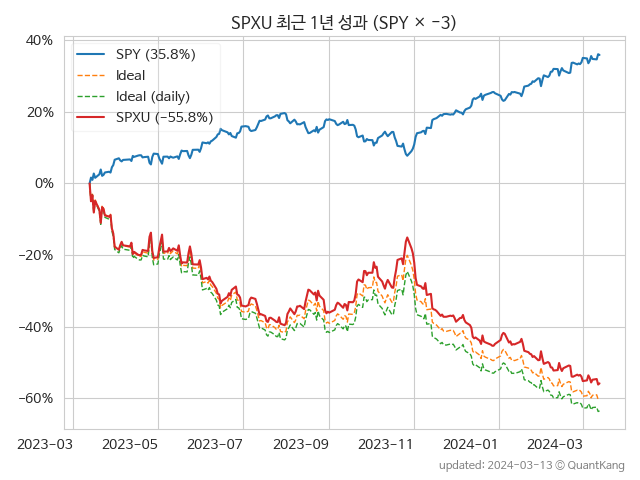 SPXU 최근 1년 성과 (SPY × −3)
40%
20%
0%
−20%
−40%
−60%
SPY (35.8%)
Ideal
Ideal (daily)
SPXU (−55.8%)
2023-03
2023-05
2023-07
2023-09
2023-11
2024-01
2024-03
updated: 2024-03-13 ⓒ QuantKang